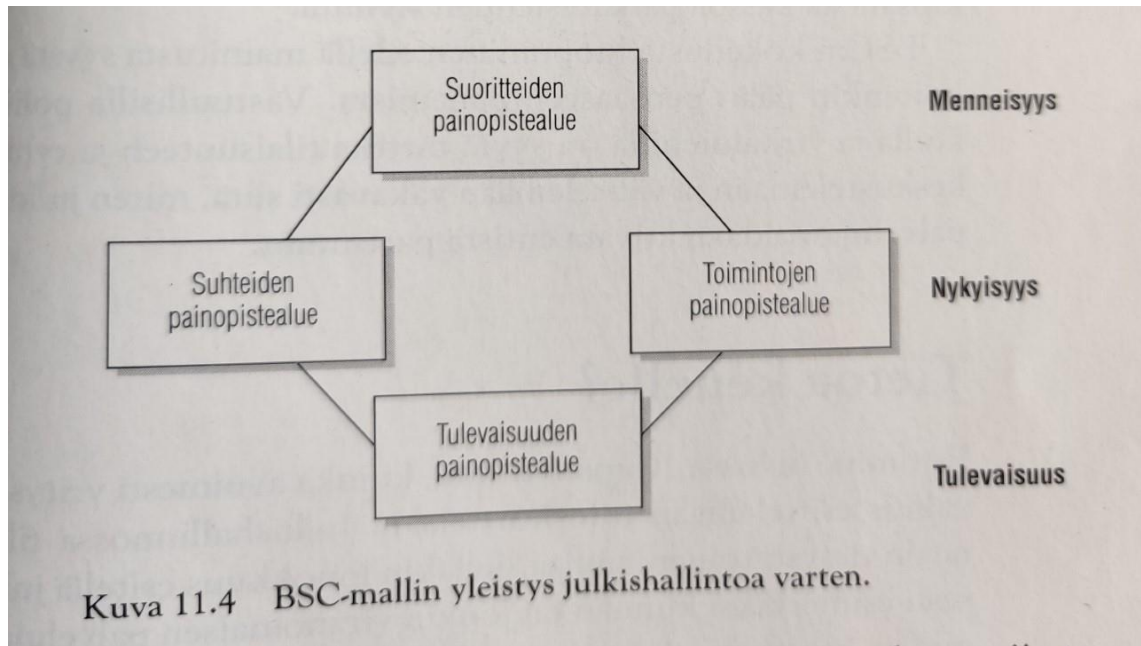 Suoritteiden
painopistealue
Menneisyys
Suhteiden
painopistealue
Toimintojen
painopistealue
Nykyisyys
Tulevaisuuden
painopistealue
Tulevaisuus
Kuva 11.4 BSC-mallin yleistys julkishallintoa varten.